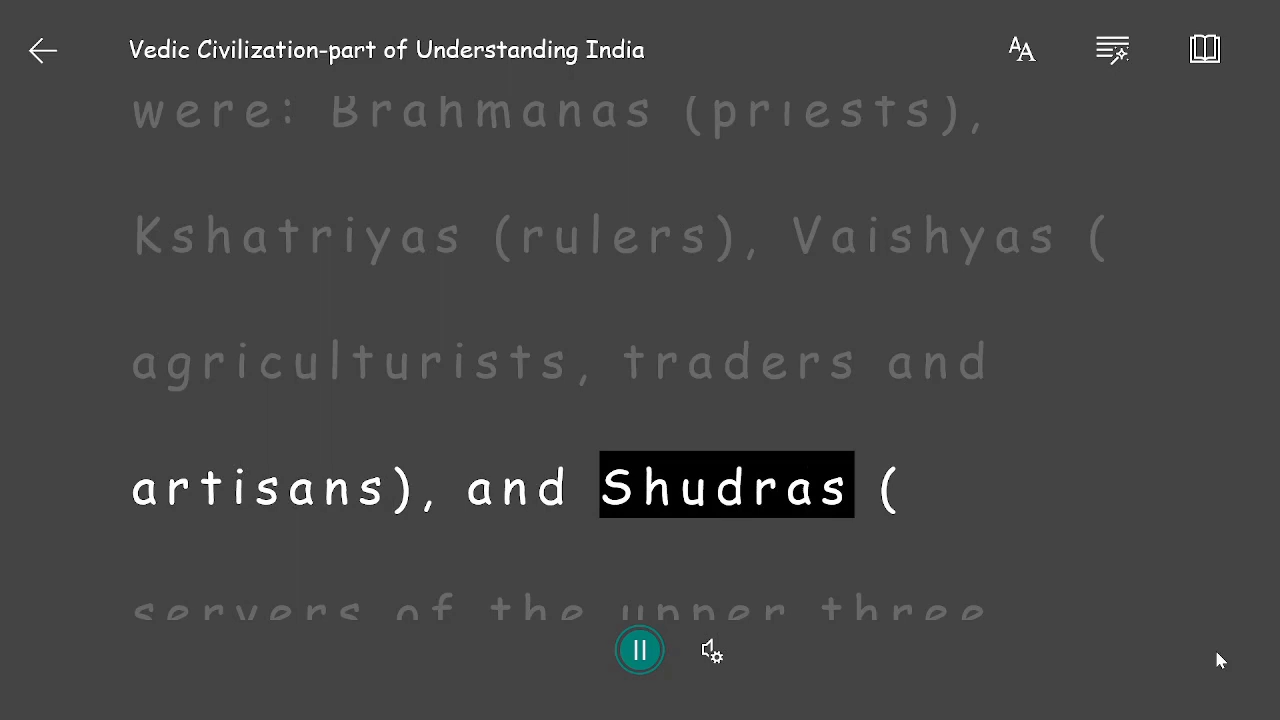 Vedic Civilization-part of Understanding India
were: Brahmanas (priests),
Kshatriyas (rulers), Vaishyas (
agriculturists, traders and
artisans), and Shudras (
servers of the upper three